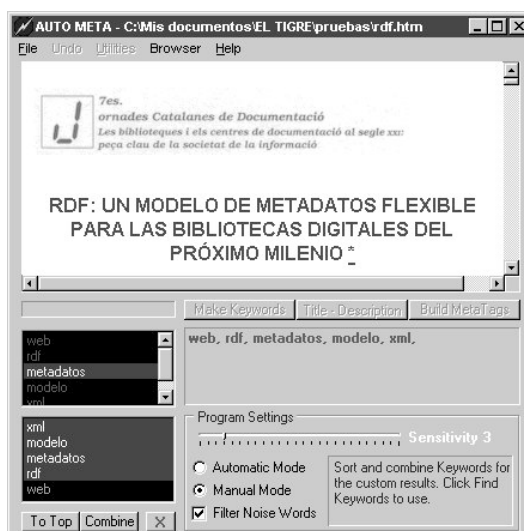 AUTO META - C:\Mis documentos\EL TIGRE\pruebas\rdf.htm
File Undo Utilities Browser Help
7es.
ornades Catalanes de Documentació
Les biblioteques i els centres de documentació al segle XXI:
peça clau de la societat de la informació
RDF: UN MODELO DE METADATOS FLEXIBLE
PARA LAS BIBLIOTECAS DIGITALES DEL
PRÓXIMO MILENIO *
Make Keywords Title - Description Build MetaTags
web
rdf
metadatos
modelo
xml
web, rdf, metadatos, modelo, xml,
xml
modelo
metadatos
rdf
web
To Top Combine X
Program Settings
Sensitivity 3
Automatic Mode
Manual Mode
Filter Noise Words
Sort and combine Keywords for
the custom results. Click Find
Keywords to use.